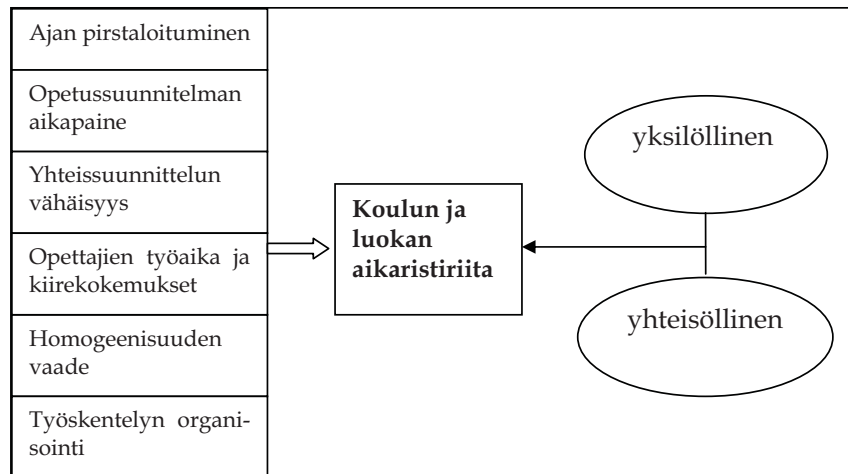 Ajan pirstaloituminen
Opetussuunnitelman
aikapaine
Yhteissuunnittelun
vähäisyys
Opettajien työaika ja
kiirekokemukset
Homogeenisuuden
vaade
Työskentelyn organi-
sointi
Koulun ja
luokan
aikaristiriita
yksilöllinen
yhteisöllinen